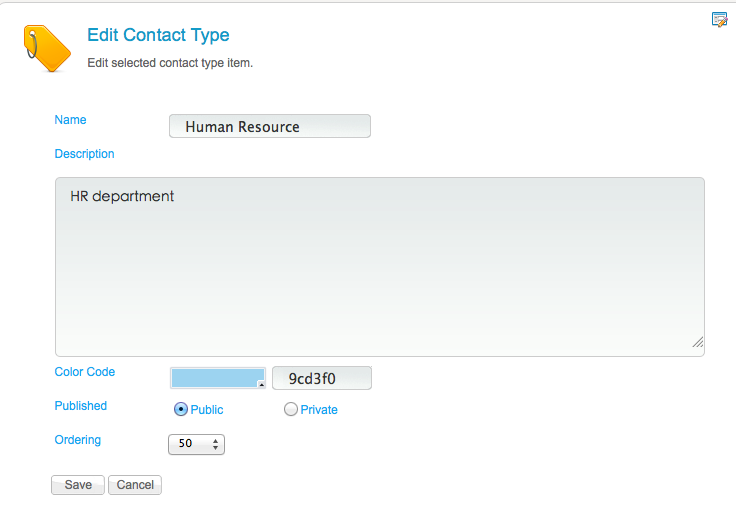 Edit Contact Type
Edit selected contact type item.
Name
Human Resource
Description
HR department
Color Code
9cd3f0
Published
Public Private
Ordering
50
Save Cancel